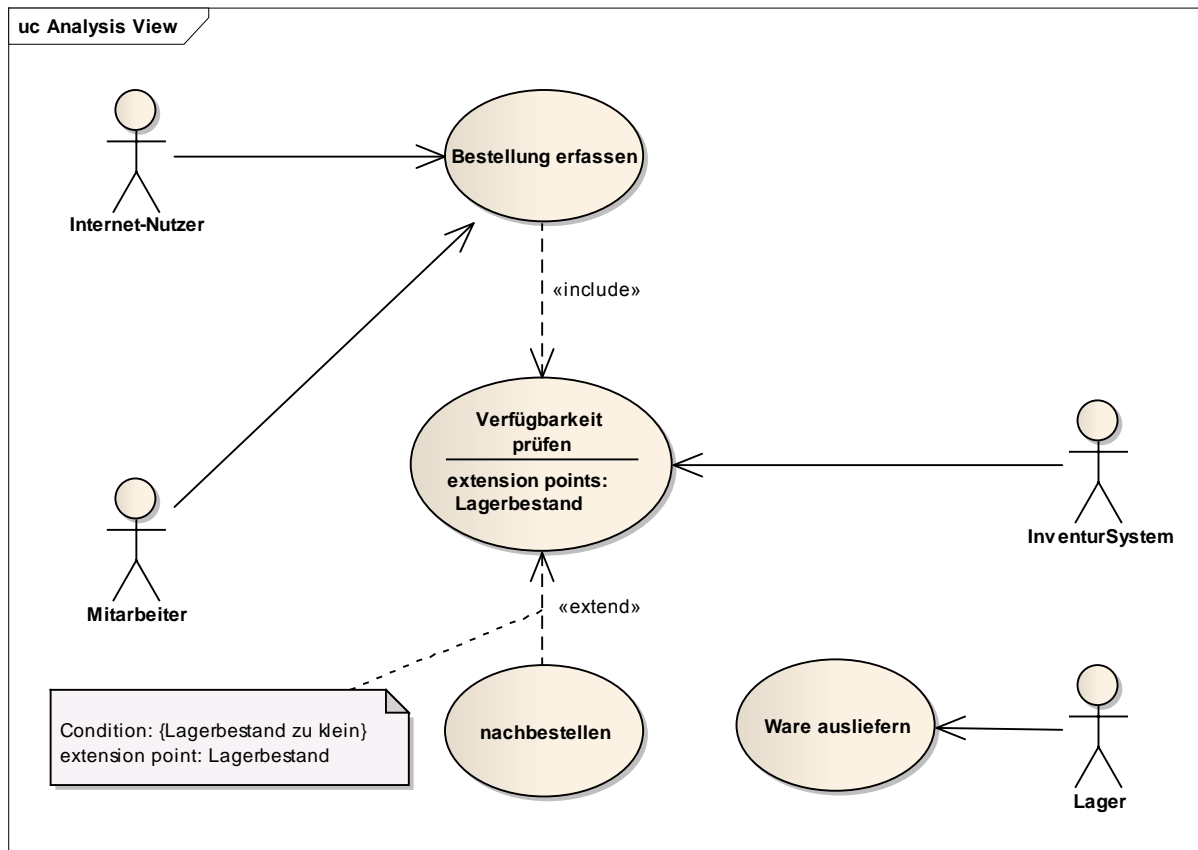 uc Analysis View
Internet-Nutzer
Bestellung erfassen
«include»
Verfügbarkeit
prüfen
extension points:
Lagerbestand
InventurSystem
Mitarbeiter
«extend»
Condition: {Lagerbestand zu klein}
extension point: Lagerbestand
nachbestellen
Ware ausliefern
Lager